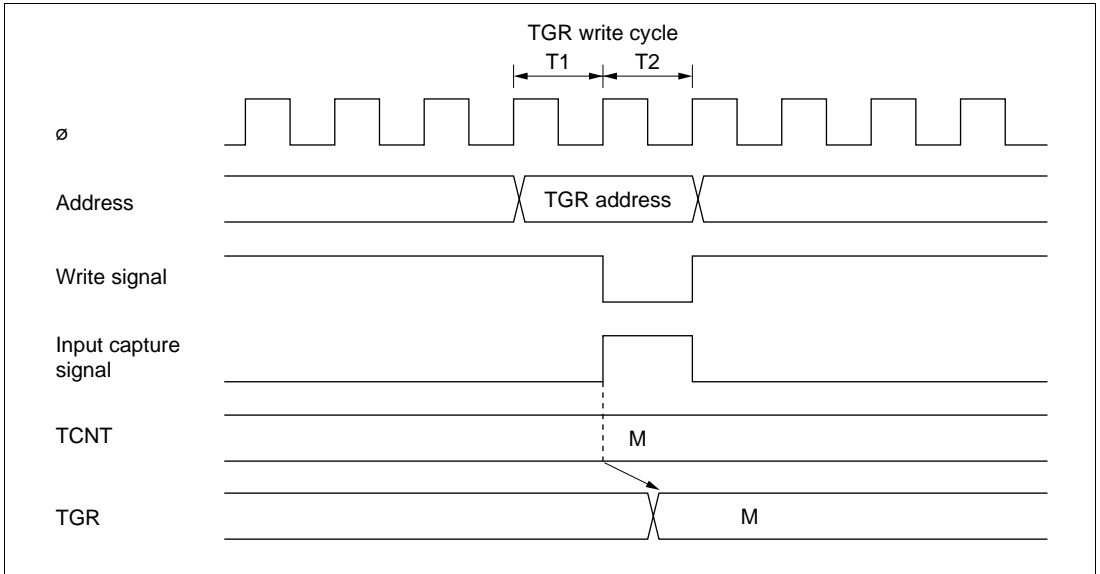 TGR write cycle
T1 T2
ø
Address
TGR address
Write signal
Input capture
signal
TCNT
M
TGR
M